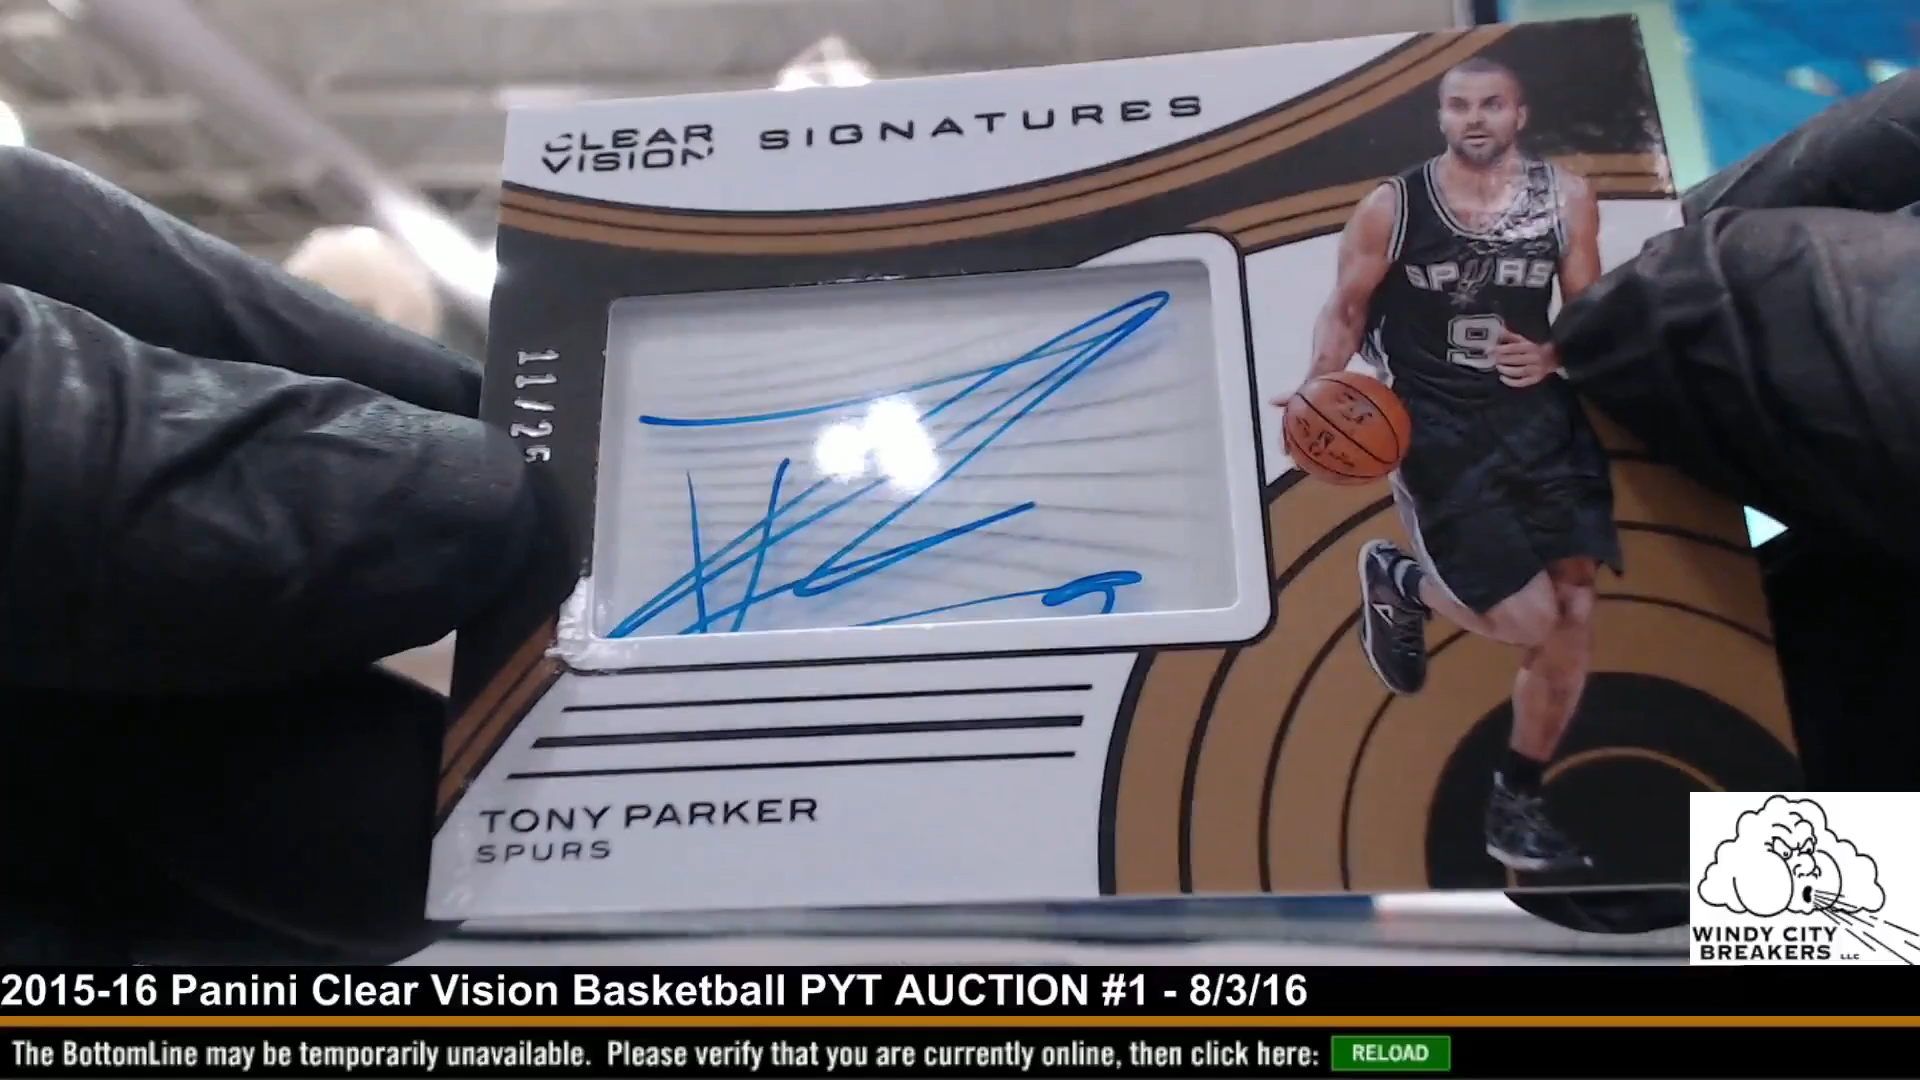 CLEAR
VISION
SIGNATURES
SPURS
9
11/25
TONY PARKER
SPURS
WINDY CITY
BREAKERS LLC
2015-16 Panini Clear Vision Basketball PYT AUCTION #1 - 8/3/16
The BottomLine may be temporarily unavailable. Please verify that you are currently online, then click here: RELOAD